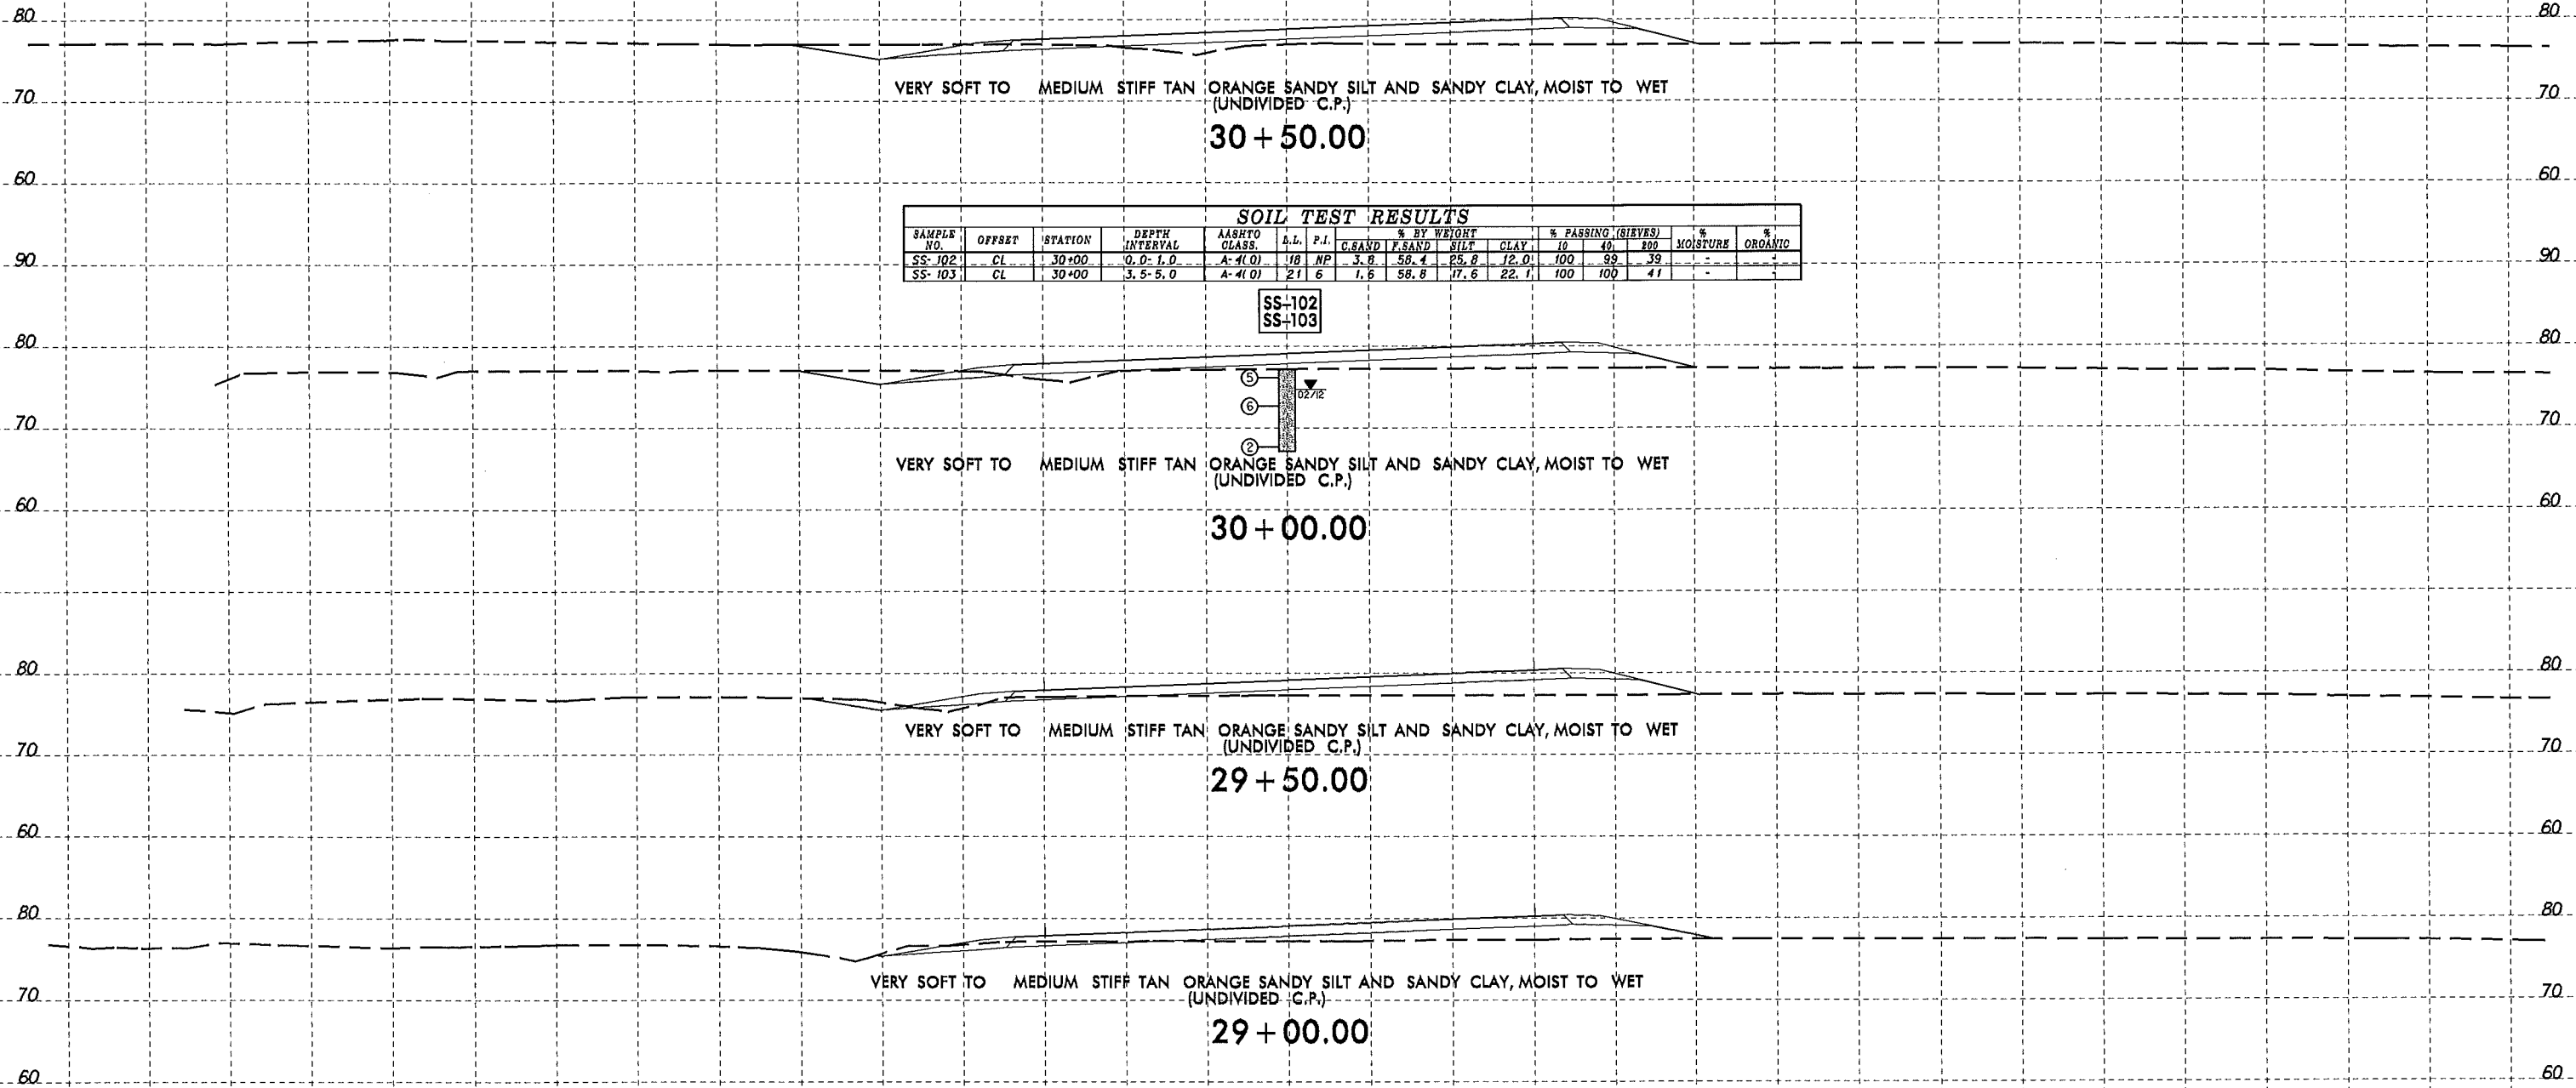 80 80
VERY SOFT TO MEDIUM STIFF TAN ORANGE SANDY SILT AND SANDY CLAY, MOIST TO WET
70 70
(UNDIVIDED C.P.)
30+50.00
60 60
SOIL TEST RESULTS
SAMPLE NO. OFFSET STATION DEPTH INTERVAL AASHTO CLASS. L.L. P.I. % BY WEIGHT % PASSING (SIEVES) % MOISTURE % ORGANIC
C.SAND F.SAND SILT CLAY 10 40 200
SS-102 CL 30+00 0.0-1.0 A-4(0) 18 NP 3.8 58.4 25.8 12.0 100 99 39 - -
90 90
SS-103 CL 30+00 3.5-5.0 A-4(0) 21 6 1.6 58.8 17.6 22.1 100 100 41 - -
SS-102
SS-103
80 80
5
02/12
6
70 70
2
VERY SOFT TO MEDIUM STIFF TAN ORANGE SANDY SILT AND SANDY CLAY, MOIST TO WET
(UNDIVIDED C.P.)
60 60
30+00.00
80 80
VERY SOFT TO MEDIUM STIFF TAN ORANGE SANDY SILT AND SANDY CLAY, MOIST TO WET
70 70
(UNDIVIDED C.P.)
29+50.00
60 60
80 80
VERY SOFT TO MEDIUM STIFF TAN ORANGE SANDY SILT AND SANDY CLAY, MOIST TO WET
70 70
(UNDIVIDED C.P.)
29+00.00
60 60